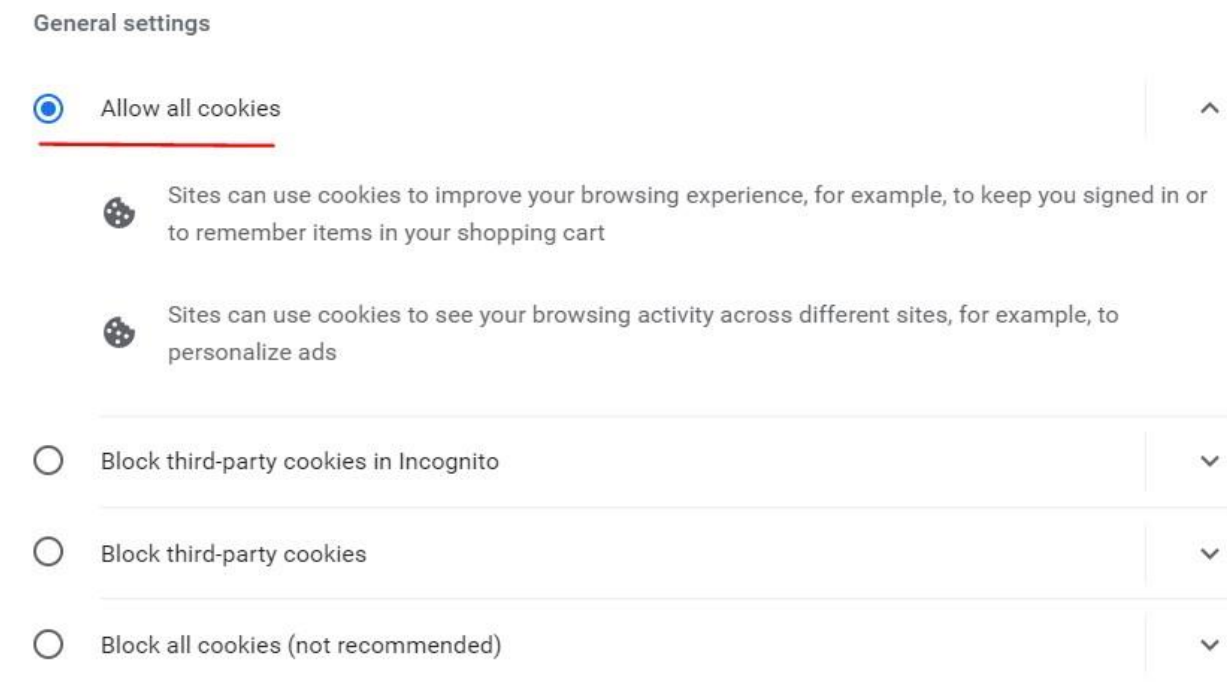 General settings
Allow all cookies
Sites can use cookies to improve your browsing experience, for example, to keep you signed in or
to remember items in your shopping cart
Sites can use cookies to see your browsing activity across different sites, for example, to
personalize ads
Block third-party cookies in Incognito
Block third-party cookies
Block all cookies (not recommended)